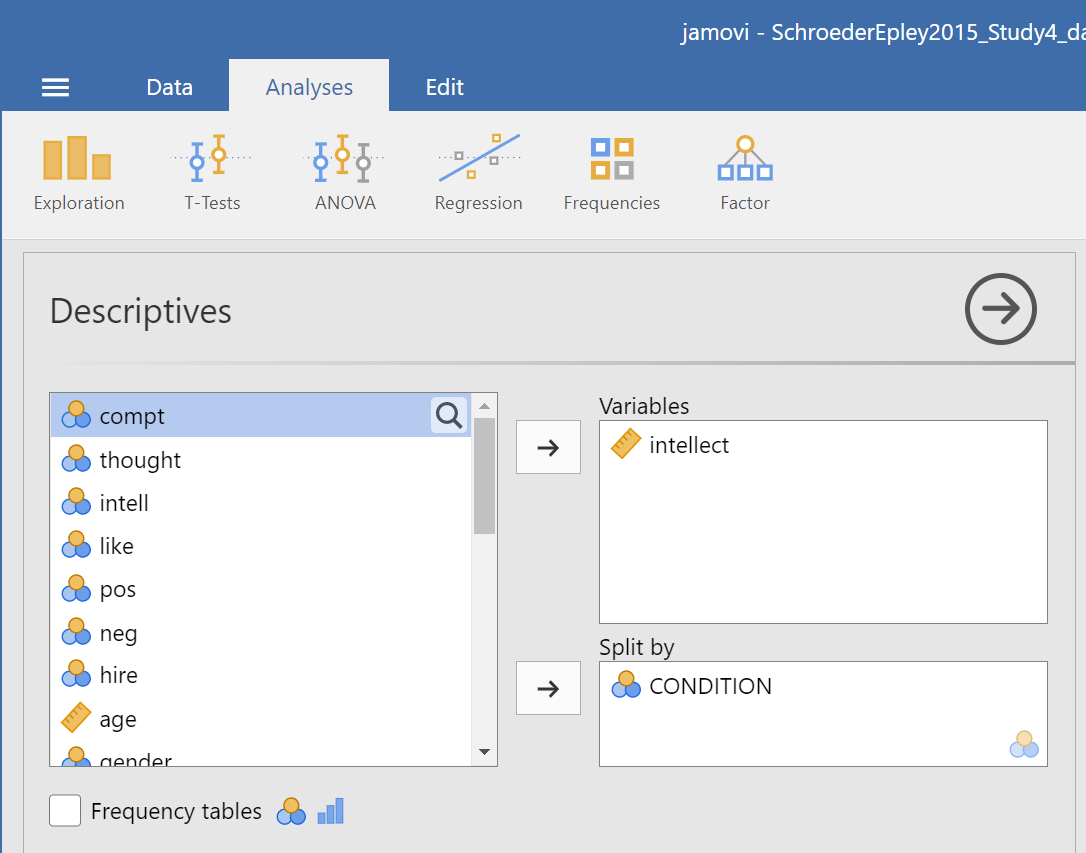 jamovi - SchroederEpley2015_Study4_da
Data Analyses Edit
Exploration T-Tests ANOVA Regression Frequencies Factor
Descriptives
compt
thought
intell
like
pos
neg
hire
age
gender
Variables
intellect
Split by
CONDITION
Frequency tables